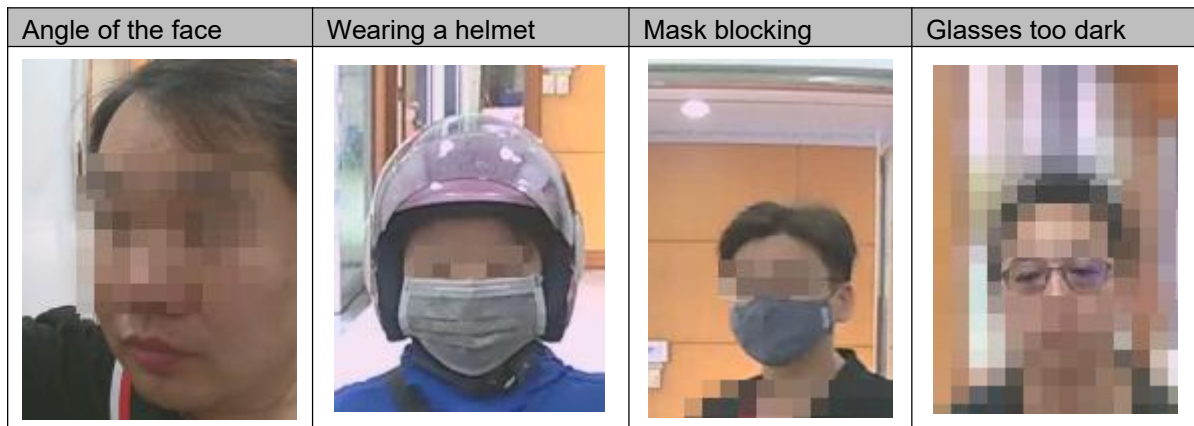 Angle of the face
Wearing a helmet
Mask blocking
Glasses too dark